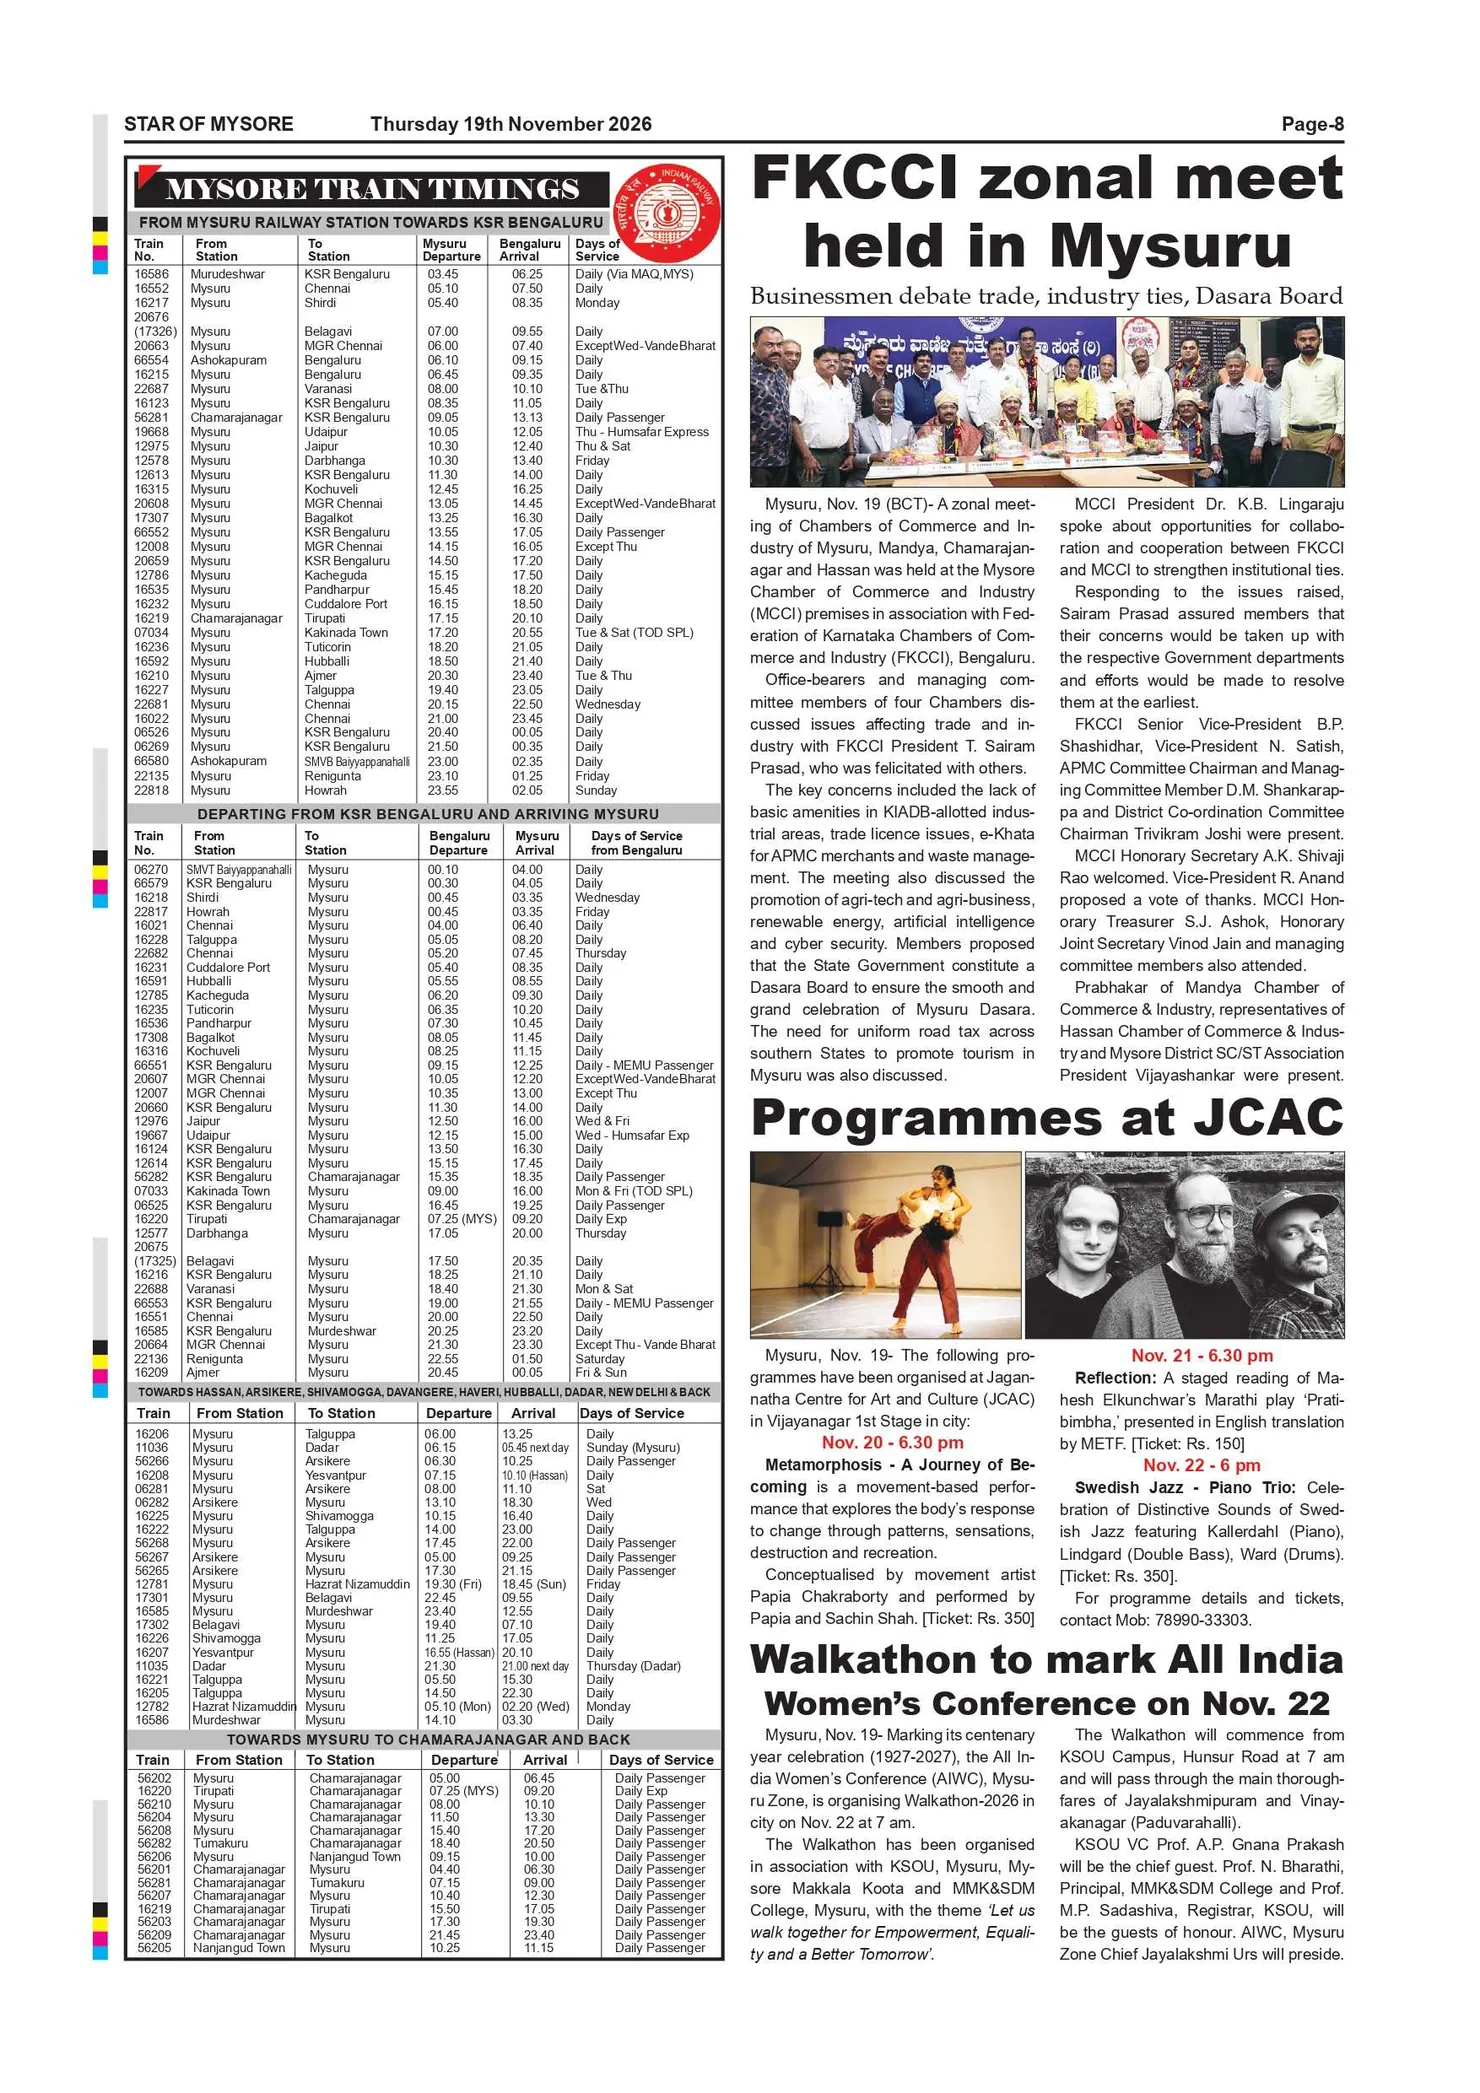 STAR OF MYSORE Thursday 19th November 2026 Page-8
MYSORE TRAIN TIMINGS
भारतीय रेल INDIAN RAILWAY
FROM MYSURU RAILWAY STATION TOWARDS KSR BENGALURU
Train From To Mysuru Bengaluru Days of
No. Station Station Departure Arrival Service
16586 Murudeshwar KSR Bengaluru 03.45 06.25 Daily (Via MAQ,MYS)
16552 Mysuru Chennai 05.10 07.50 Daily
16217 Mysuru Shirdi 05.40 08.35 Monday
20676
(17326) Mysuru Belagavi 07.00 09.55 Daily
20663 Mysuru MGR Chennai 06.00 07.40 ExceptWed-VandeBharat
66554 Ashokapuram Bengaluru 06.10 09.15 Daily
16215 Mysuru Bengaluru 06.45 09.35 Daily
22687 Mysuru Varanasi 08.00 10.10 Tue &Thu
16123 Mysuru KSR Bengaluru 08.35 11.05 Daily
56281 Chamarajanagar KSR Bengaluru 09.05 13.13 Daily Passenger
19668 Mysuru Udaipur 10.05 12.05 Thu - Humsafar Express
12975 Mysuru Jaipur 10.30 12.40 Thu & Sat
12578 Mysuru Darbhanga 10.30 13.40 Friday
12613 Mysuru KSR Bengaluru 11.30 14.00 Daily
16315 Mysuru Kochuveli 12.45 16.25 Daily
20608 Mysuru MGR Chennai 13.05 14.45 ExceptWed-VandeBharat
17307 Mysuru Bagalkot 13.25 16.30 Daily
66552 Mysuru KSR Bengaluru 13.55 17.05 Daily Passenger
12008 Mysuru MGR Chennai 14.15 16.05 Except Thu
20659 Mysuru KSR Bengaluru 14.50 17.20 Daily
12786 Mysuru Kacheguda 15.15 17.50 Daily
16535 Mysuru Pandharpur 15.45 18.20 Daily
16232 Mysuru Cuddalore Port 16.15 18.50 Daily
16219 Chamarajanagar Tirupati 17.15 20.10 Daily
07034 Mysuru Kakinada Town 17.20 20.55 Tue & Sat (TOD SPL)
16236 Mysuru Tuticorin 18.20 21.05 Daily
16592 Mysuru Hubballi 18.50 21.40 Daily
16210 Mysuru Ajmer 20.30 23.40 Tue & Thu
16227 Mysuru Talguppa 19.40 23.05 Daily
22681 Mysuru Chennai 20.15 22.50 Wednesday
16022 Mysuru Chennai 21.00 23.45 Daily
06526 Mysuru KSR Bengaluru 20.40 00.05 Daily
06269 Mysuru KSR Bengaluru 21.50 00.35 Daily
66580 Ashokapuram SMVB Baiyyappanahalli 23.00 02.35 Daily
22135 Mysuru Renigunta 23.10 01.25 Friday
22818 Mysuru Howrah 23.55 02.05 Sunday
DEPARTING FROM KSR BENGALURU AND ARRIVING MYSURU
Train From To Bengaluru Mysuru Days of Service
No. Station Station Departure Arrival from Bengaluru
06270 SMVT Baiyyappanahalli Mysuru 00.10 04.00 Daily
66579 KSR Bengaluru Mysuru 00.30 04.05 Daily
16218 Shirdi Mysuru 00.45 03.35 Wednesday
22817 Howrah Mysuru 00.45 03.35 Friday
16021 Chennai Mysuru 04.00 06.40 Daily
16228 Talguppa Mysuru 05.05 08.20 Daily
22682 Chennai Mysuru 05.20 07.45 Thursday
16231 Cuddalore Port Mysuru 05.40 08.35 Daily
16591 Hubballi Mysuru 05.55 08.55 Daily
12785 Kacheguda Mysuru 06.20 09.30 Daily
16235 Tuticorin Mysuru 06.35 10.20 Daily
16536 Pandharpur Mysuru 07.30 10.45 Daily
17308 Bagalkot Mysuru 08.05 11.45 Daily
16316 Kochuveli Mysuru 08.25 11.15 Daily
66551 KSR Bengaluru Mysuru 09.15 12.25 Daily - MEMU Passenger
20607 MGR Chennai Mysuru 10.05 12.20 ExceptWed-VandeBharat
12007 MGR Chennai Mysuru 10.35 13.00 Except Thu
20660 KSR Bengaluru Mysuru 11.30 14.00 Daily
12976 Jaipur Mysuru 12.50 16.00 Wed & Fri
19667 Udaipur Mysuru 12.15 15.00 Wed - Humsafar Exp
16124 KSR Bengaluru Mysuru 13.50 16.30 Daily
12614 KSR Bengaluru Mysuru 15.15 17.45 Daily
56282 KSR Bengaluru Chamarajanagar 15.35 18.35 Daily Passenger
07033 Kakinada Town Mysuru 09.00 16.00 Mon & Fri (TOD SPL)
06525 KSR Bengaluru Mysuru 16.45 19.25 Daily Passenger
16220 Tirupati Chamarajanagar 07.25 (MYS) 09.20 Daily Exp
12577 Darbhanga Mysuru 17.05 20.00 Thursday
20675
(17325) Belagavi Mysuru 17.50 20.35 Daily
16216 KSR Bengaluru Mysuru 18.25 21.10 Daily
22688 Varanasi Mysuru 18.40 21.30 Mon & Sat
66553 KSR Bengaluru Mysuru 19.00 21.55 Daily - MEMU Passenger
16551 Chennai Mysuru 20.00 22.50 Daily
16585 KSR Bengaluru Murdeshwar 20.25 23.20 Daily
20664 MGR Chennai Mysuru 21.30 23.30 Except Thu- Vande Bharat
22136 Renigunta Mysuru 22.55 01.50 Saturday
16209 Ajmer Mysuru 20.45 00.05 Fri & Sun
TOWARDS HASSAN, ARSIKERE, SHIVAMOGGA, DAVANGERE, HAVERI, HUBBALLI, DADAR, NEW DELHI & BACK
Train From Station To Station Departure Arrival Days of Service
16206 Mysuru Talguppa 06.00 13.25 Daily
11036 Mysuru Dadar 06.15 05.45 next day Sunday (Mysuru)
56266 Mysuru Arsikere 06.30 10.25 Daily Passenger
16208 Mysuru Yesvantpur 07.15 10.10 (Hassan) Daily
06281 Mysuru Arsikere 08.00 11.10 Sat
06282 Arsikere Mysuru 13.10 18.30 Wed
16225 Mysuru Shivamogga 10.15 16.40 Daily
16222 Mysuru Talguppa 14.00 23.00 Daily
56268 Mysuru Arsikere 17.45 22.00 Daily Passenger
56267 Arsikere Mysuru 05.00 09.25 Daily Passenger
56265 Arsikere Mysuru 17.30 21.15 Daily Passenger
12781 Mysuru Hazrat Nizamuddin 19.30 (Fri) 18.45 (Sun) Friday
17301 Mysuru Belagavi 22.45 09.55 Daily
16585 Mysuru Murdeshwar 23.40 12.55 Daily
17302 Belagavi Mysuru 19.40 07.10 Daily
16226 Shivamogga Mysuru 11.25 17.05 Daily
16207 Yesvantpur Mysuru 16.55 (Hassan) 20.10 Daily
11035 Dadar Mysuru 21.30 21.00 next day Thursday (Dadar)
16221 Talguppa Mysuru 05.50 15.30 Daily
16205 Talguppa Mysuru 14.50 22.30 Daily
12782 Hazrat Nizamuddin Mysuru 05.10 (Mon) 02.20 (Wed) Monday
16586 Murdeshwar Mysuru 14.10 03.30 Daily
TOWARDS MYSURU TO CHAMARAJANAGAR AND BACK
Train From Station To Station Departure Arrival Days of Service
56202 Mysuru Chamarajanagar 05.00 06.45 Daily Passenger
16220 Tirupati Chamarajanagar 07.25 (MYS) 09.20 Daily Exp
56210 Mysuru Chamarajanagar 08.00 10.10 Daily Passenger
56204 Mysuru Chamarajanagar 11.50 13.30 Daily Passenger
56208 Mysuru Chamarajanagar 15.40 17.20 Daily Passenger
56282 Tumakuru Chamarajanagar 18.40 20.50 Daily Passenger
56206 Mysuru Nanjangud Town 09.15 10.00 Daily Passenger
56201 Chamarajanagar Mysuru 04.40 06.30 Daily Passenger
56281 Chamarajanagar Tumakuru 07.15 09.00 Daily Passenger
56207 Chamarajanagar Mysuru 10.40 12.30 Daily Passenger
16219 Chamarajanagar Tirupati 15.50 17.05 Daily Passenger
56203 Chamarajanagar Mysuru 17.30 19.30 Daily Passenger
56209 Chamarajanagar Mysuru 21.45 23.40 Daily Passenger
56205 Nanjangud Town Mysuru 10.25 11.15 Daily Passenger
FKCCI zonal meet
held in Mysuru
Businessmen debate trade, industry ties, Dasara Board
Mysuru, Nov. 19 (BCT)- A zonal meet-
ing of Chambers of Commerce and In-
dustry of Mysuru, Mandya, Chamarajan-
agar and Hassan was held at the Mysore
Chamber of Commerce and Industry
(MCCI) premises in association with Fed-
eration of Karnataka Chambers of Com-
merce and Industry (FKCCI), Bengaluru.
Office-bearers and managing com-
mittee members of four Chambers dis-
cussed issues affecting trade and in-
dustry with FKCCI President T. Sairam
Prasad, who was felicitated with others.
The key concerns included the lack of
basic amenities in KIADB-allotted indus-
trial areas, trade licence issues, e-Khata
for APMC merchants and waste manage-
ment. The meeting also discussed the
promotion of agri-tech and agri-business,
renewable energy, artificial intelligence
and cyber security. Members proposed
that the State Government constitute a
Dasara Board to ensure the smooth and
grand celebration of Mysuru Dasara.
The need for uniform road tax across
southern States to promote tourism in
Mysuru was also discussed.
MCCI President Dr. K.B. Lingaraju
spoke about opportunities for collabo-
ration and cooperation between FKCCI
and MCCI to strengthen institutional ties.
Responding to the issues raised,
Sairam Prasad assured members that
their concerns would be taken up with
the respective Government departments
and efforts would be made to resolve
them at the earliest.
FKCCI Senior Vice-President B.P.
Shashidhar, Vice-President N. Satish,
APMC Committee Chairman and Manag-
ing Committee Member D.M. Shankarap-
pa and District Co-ordination Committee
Chairman Trivikram Joshi were present.
MCCI Honorary Secretary A.K. Shivaji
Rao welcomed. Vice-President R. Anand
proposed a vote of thanks. MCCI Hon-
orary Treasurer S.J. Ashok, Honorary
Joint Secretary Vinod Jain and managing
committee members also attended.
Prabhakar of Mandya Chamber of
Commerce & Industry, representatives of
Hassan Chamber of Commerce & Indus-
try and Mysore District SC/ST Association
President Vijayashankar were present.
Programmes at JCAC
Mysuru, Nov. 19- The following pro-
grammes have been organised at Jagan-
natha Centre for Art and Culture (JCAC)
in Vijayanagar 1st Stage in city:
Nov. 20 - 6.30 pm
Metamorphosis - A Journey of Be-
coming is a movement-based perfor-
mance that explores the body's response
to change through patterns, sensations,
destruction and recreation.
Conceptualised by movement artist
Papia Chakraborty and performed by
Papia and Sachin Shah. [Ticket: Rs. 350]
Nov. 21 - 6.30 pm
Reflection: A staged reading of Ma-
hesh Elkunchwar's Marathi play ‘Prati-
bimbha,’ presented in English translation
by METF. [Ticket: Rs. 150]
Nov. 22 - 6 pm
Swedish Jazz - Piano Trio: Cele-
bration of Distinctive Sounds of Swed-
ish Jazz featuring Kallerdahl (Piano),
Lindgard (Double Bass), Ward (Drums).
[Ticket: Rs. 350].
For programme details and tickets,
contact Mob: 78990-33303.
Walkathon to mark All India
Women's Conference on Nov. 22
Mysuru, Nov. 19- Marking its centenary
year celebration (1927-2027), the All In-
dia Women's Conference (AIWC), Mysu-
ru Zone, is organising Walkathon-2026 in
city on Nov. 22 at 7 am.
The Walkathon has been organised
in association with KSOU, Mysuru, My-
sore Makkala Koota and MMK&SDM
College, Mysuru, with the theme ‘Let us
walk together for Empowerment, Equali-
ty and a Better Tomorrow’.
The Walkathon will commence from
KSOU Campus, Hunsur Road at 7 am
and will pass through the main thorough-
fares of Jayalakshmipuram and Vinay-
akanagar (Paduvarahalli).
KSOU VC Prof. A.P. Gnana Prakash
will be the chief guest. Prof. N. Bharathi,
Principal, MMK&SDM College and Prof.
M.P. Sadashiva, Registrar, KSOU, will
be the guests of honour. AIWC, Mysuru
Zone Chief Jayalakshmi Urs will preside.